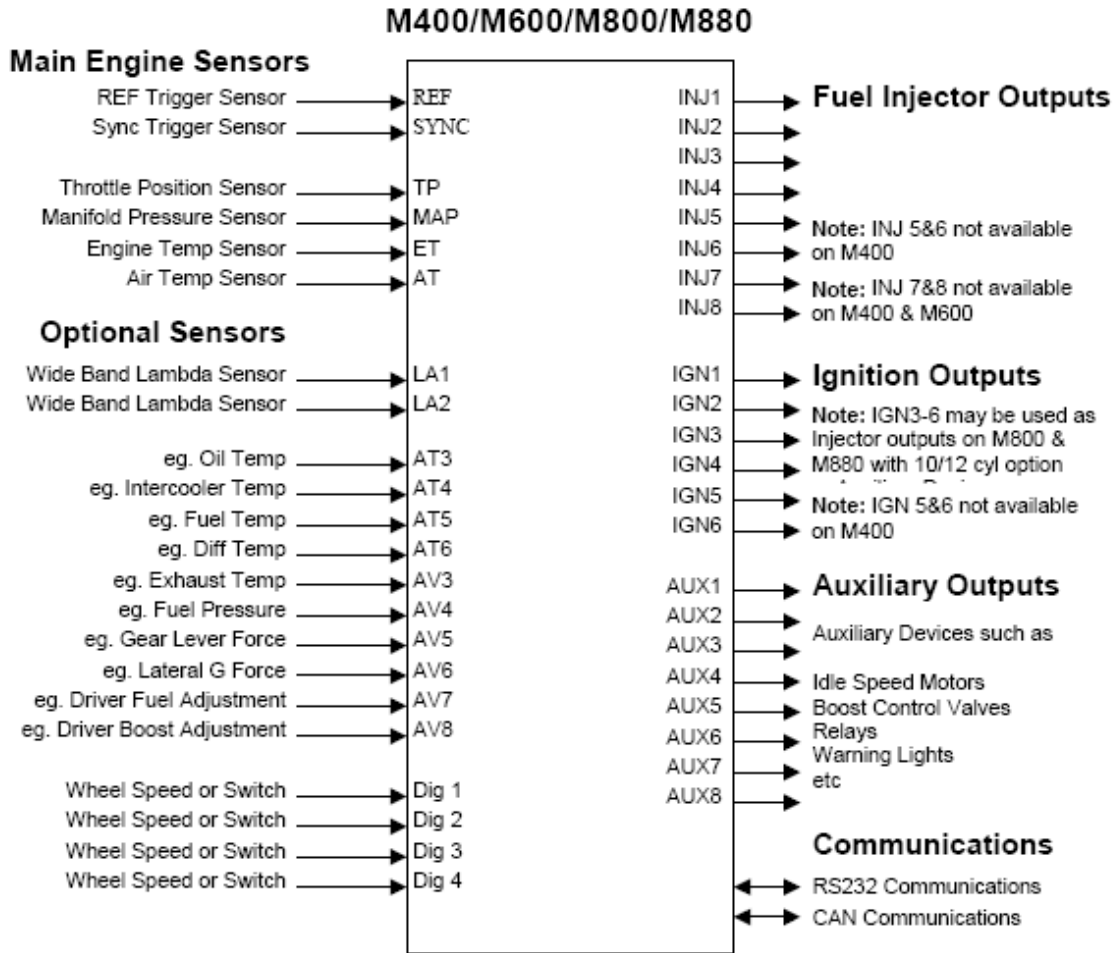 M400/M600/M800/M880
Main Engine Sensors
REF Trigger Sensor
Sync Trigger Sensor
Throttle Position Sensor
Manifold Pressure Sensor
Engine Temp Sensor
Air Temp Sensor
Optional Sensors
Wide Band Lambda Sensor
Wide Band Lambda Sensor
eg. Oil Temp
eg. Intercooler Temp
eg. Fuel Temp
eg. Diff Temp
eg. Exhaust Temp
eg. Fuel Pressure
eg. Gear Lever Force
eg. Lateral G Force
eg. Driver Fuel Adjustment
eg. Driver Boost Adjustment
Wheel Speed or Switch
Wheel Speed or Switch
Wheel Speed or Switch
Wheel Speed or Switch
REF
SYNC
TP
MAP
ET
AT
LA1
LA2
AT3
AT4
AT5
AT6
AV3
AV4
AV5
AV6
AV7
AV8
Dig 1
Dig 2
Dig 3
Dig 4
INJ1
INJ2
INJ3
INJ4
INJ5
INJ6
INJ7
INJ8
IGN1
IGN2
IGN3
IGN4
IGN5
IGN6
AUX1
AUX2
AUX3
AUX4
AUX5
AUX6
AUX7
AUX8
Fuel Injector Outputs
Note: INJ 5&6 not available
on M400
Note: INJ 7&8 not available
on M400 & M600
Ignition Outputs
Note: IGN3-6 may be used as
Injector outputs on M800 &
M880 with 10/12 cyl option
Note: IGN 5&6 not available
on M400
Auxiliary Outputs
Auxiliary Devices such as
Idle Speed Motors
Boost Control Valves
Relays
Warning Lights
etc
Communications
RS232 Communications
CAN Communications